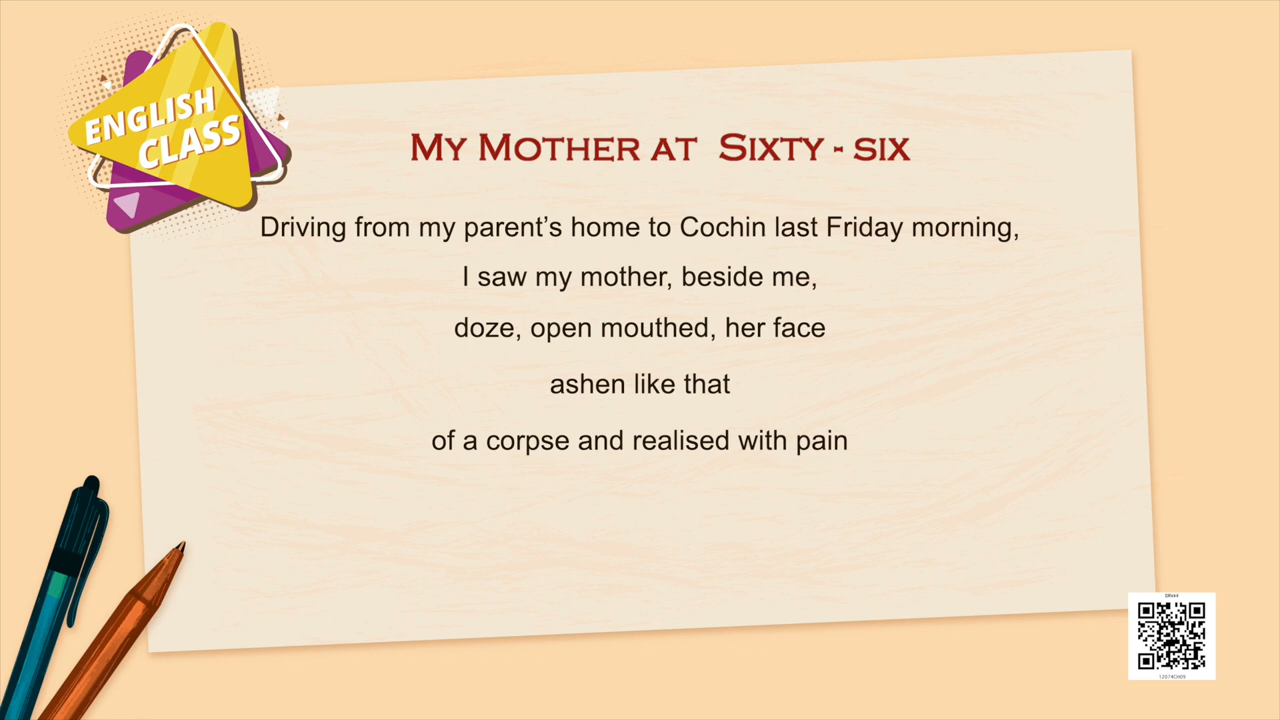 ENGLISH
CLASS
My Mother at Sixty - six
Driving from my parent’s home to Cochin last Friday morning,
I saw my mother, beside me,
doze, open mouthed, her face
ashen like that
of a corpse and realised with pain
12074CH09